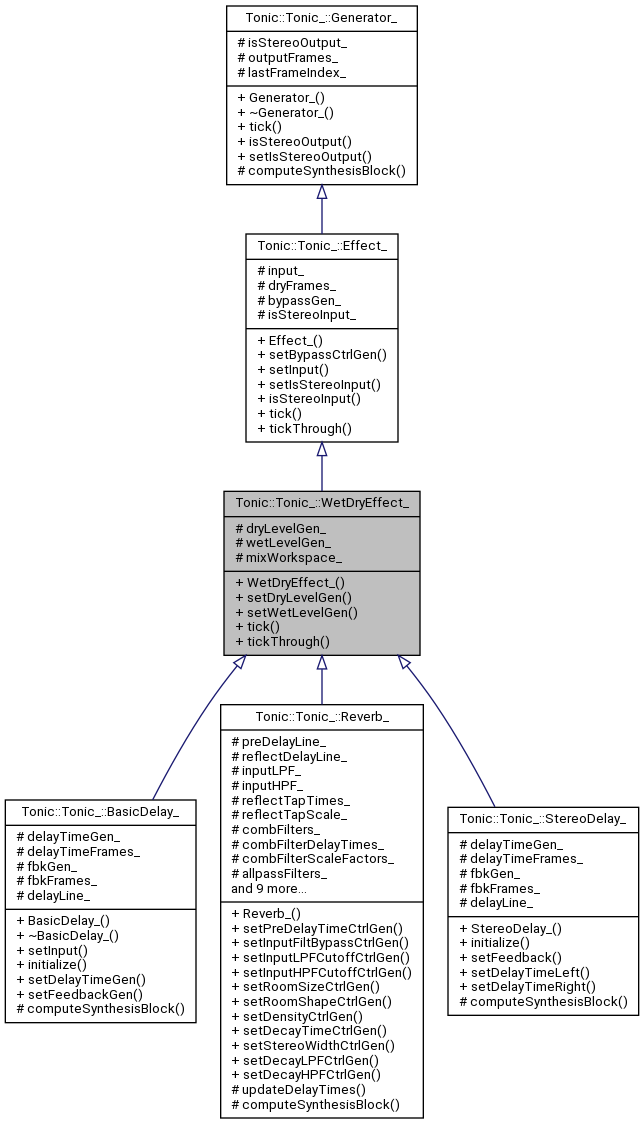 Tonic::Tonic_::Generator_
# isStereoOutput_
# outputFrames_
# lastFrameIndex_
+ Generator_()
+ ~Generator_()
+ tick()
+ isStereoOutput()
+ setIsStereoOutput()
# computeSynthesisBlock()
Tonic::Tonic_::Effect_
# input_
# dryFrames_
# bypassGen_
# isStereoInput_
+ Effect_()
+ setBypassCtrlGen()
+ setInput()
+ setIsStereoInput()
+ isStereoInput()
+ tick()
+ tickThrough()
Tonic::Tonic_::WetDryEffect_
# dryLevelGen_
# wetLevelGen_
# mixWorkspace_
+ WetDryEffect_()
+ setDryLevelGen()
+ setWetLevelGen()
+ tick()
+ tickThrough()
Tonic::Tonic_::BasicDelay_
# delayTimeGen_
# delayTimeFrames_
# fbkGen_
# fbkFrames_
# delayLine_
+ BasicDelay_()
+ ~BasicDelay_()
+ setInput()
+ initialize()
+ setDelayTimeGen()
+ setFeedbackGen()
# computeSynthesisBlock()
Tonic::Tonic_::Reverb_
# preDelayLine_
# reflectDelayLine_
# inputLPF_
# inputHPF_
# reflectTapTimes_
# reflectTapScale_
# combFilters_
# combFilterDelayTimes_
# combFilterScaleFactors_
# allpassFilters_
and 9 more...
+ Reverb_()
+ setPreDelayTimeCtrlGen()
+ setInputFiltBypassCtrlGen()
+ setInputLPFCutoffCtrlGen()
+ setInputHPFCutoffCtrlGen()
+ setRoomSizeCtrlGen()
+ setRoomShapeCtrlGen()
+ setDensityCtrlGen()
+ setDecayTimeCtrlGen()
+ setStereoWidthCtrlGen()
+ setDecayLPFCtrlGen()
+ setDecayHPFCtrlGen()
# updateDelayTimes()
# computeSynthesisBlock()
Tonic::Tonic_::StereoDelay_
# delayTimeGen_
# delayTimeFrames_
# fbkGen_
# fbkFrames_
# delayLine_
+ StereoDelay_()
+ initialize()
+ setFeedback()
+ setDelayTimeLeft()
+ setDelayTimeRight()
# computeSynthesisBlock()